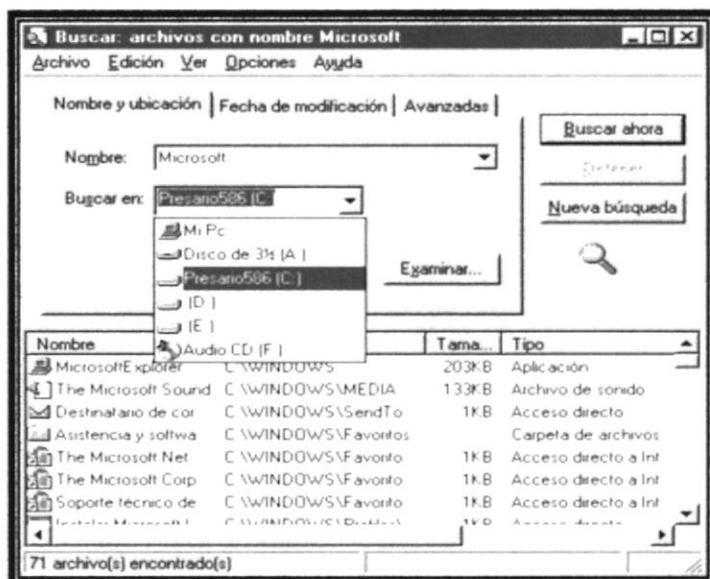 Buscar: archivos con nombre Microsoft
Archivo Edición Ver Opciones Ayuda
Nombre y ubicación Fecha de modificación Avanzadas
Buscar ahora
Nombre: Microsoft
Detener
Buscar en: Presario586 (C:
Nueva búsqueda
Mi Pc
Disco de 3½ (A:)
Presario586 (C:)
Examinar...
(D:)
(E:)
Audio CD (F:)
Nombre Tama... Tipo
MicrosoftExplorer C:\WINDOWS 203KB Aplicación
The Microsoft Sound C:\WINDOWS\MEDIA 133KB Archivo de sonido
Destinatario de cor C:\WINDOWS\SendTo 1KB Acceso directo
Asistencia y softwa C:\WINDOWS\Favoritos Carpeta de archivos
The Microsoft Net C:\WINDOWS\Favorito 1KB Acceso directo a Int
The Microsoft Corp C:\WINDOWS\Favorito 1KB Acceso directo a Int
Soporte técnico de C:\WINDOWS\Favorito 1KB Acceso directo a Int
71 archivo(s) encontrado(s)